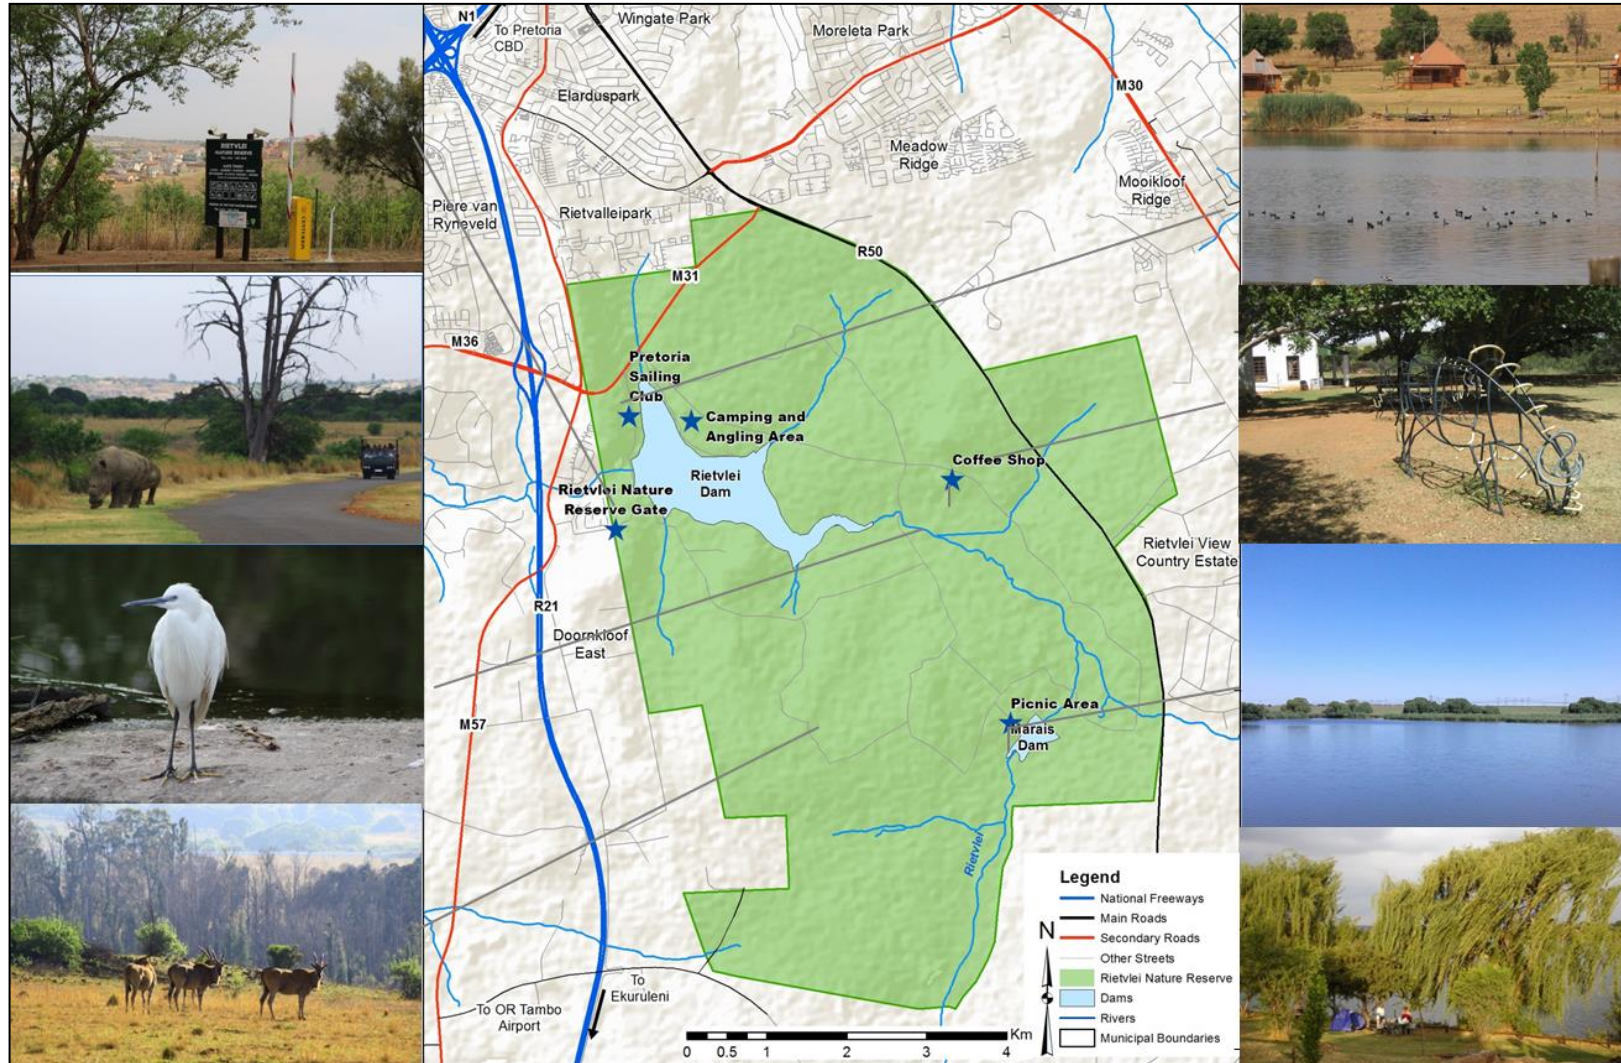 RIETVLEI
NATURE RESERVE
N1
To Pretoria
CBD
Wingate Park
Moreleta Park
M30
Elarduspark
Meadow
Ridge
Mooikloof
Ridge
Piere van
Ryneveld
Rietvalleipark
R50
M31
M36
Pretoria
Sailing
Club
Camping and
Angling Area
Coffee Shop
Rietvlei
Dam
Rietvlei Nature
Reserve Gate
Rietvlei View
Country Estate
R21
Doornkloof
East
M57
Picnic Area
Marais
Dam
Rietvlei
To
Ekuruleni
To OR Tambo
Airport
Legend
National Freeways
Main Roads
Secondary Roads
Other Streets
Rietvlei Nature Reserve
Dams
Rivers
Municipal Boundaries
N
Km
0 0.5 1 2 3 4